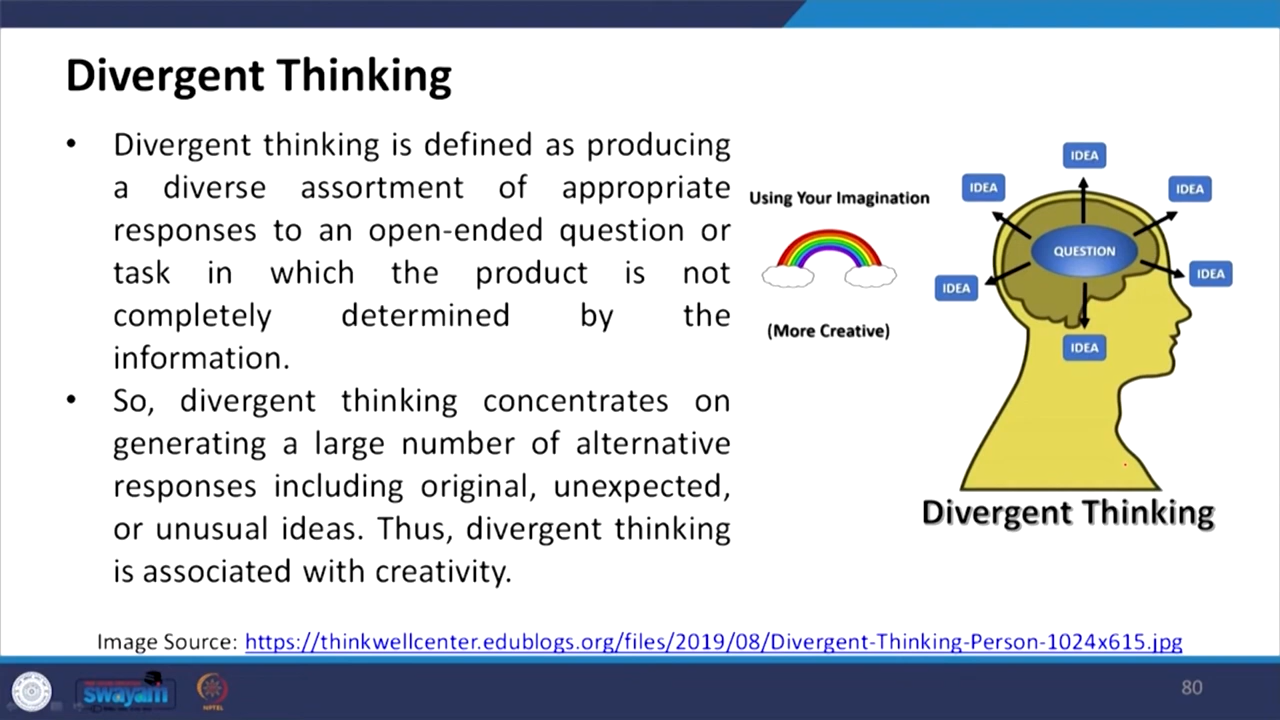 Divergent Thinking
• Divergent thinking is defined as producing
a diverse assortment of appropriate
responses to an open-ended question or
task in which the product is not
completely determined by the
information.
• So, divergent thinking concentrates on
generating a large number of alternative
responses including original, unexpected,
or unusual ideas. Thus, divergent thinking
is associated with creativity.
Using Your Imagination
(More Creative)
IDEA
IDEA
IDEA
QUESTION
IDEA
IDEA
IDEA
Divergent Thinking
Image Source: https://thinkwellcenter.edublogs.org/files/2019/08/Divergent-Thinking-Person-1024x615.jpg
swayam
NPTEL
80